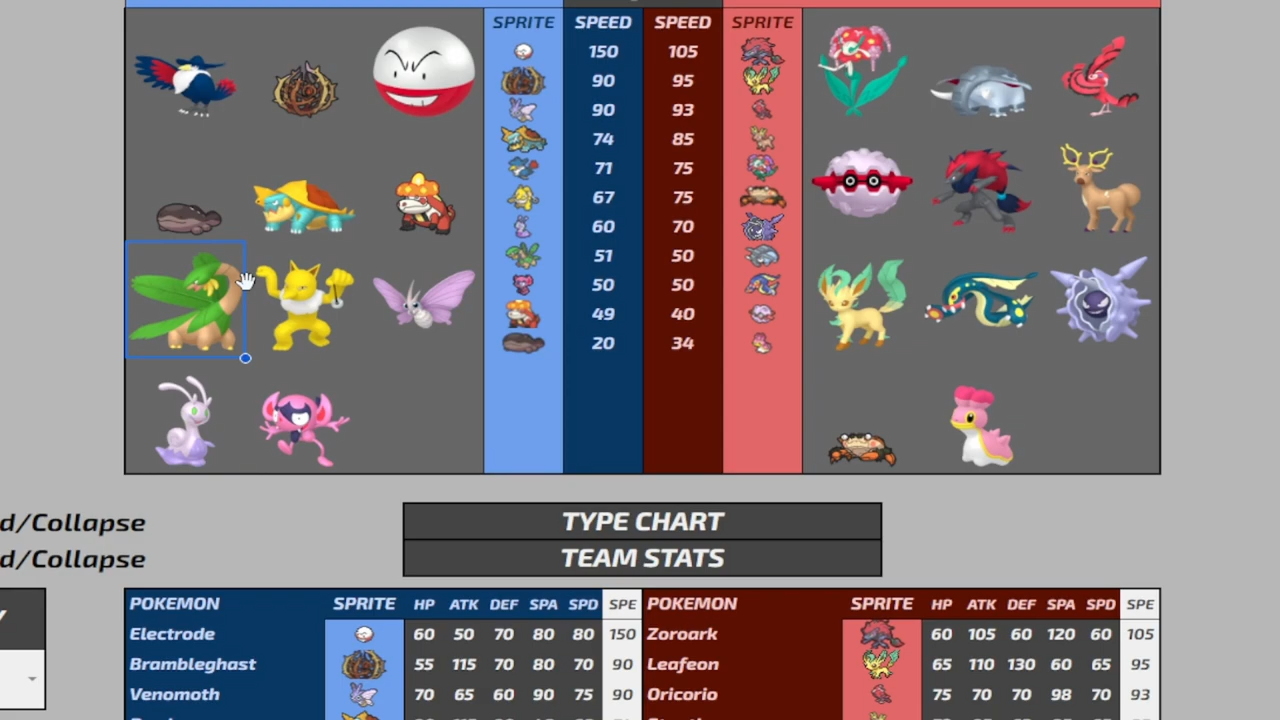 SPRITE SPEED SPEED SPRITE
150 105
90 95
90 93
74 85
71 75
67 75
60 70
51 50
50 50
49 40
20 34
d/Collapse
d/Collapse
TYPE CHART
TEAM STATS
POKEMON SPRITE HP ATK DEF SPA SPD SPE POKEMON SPRITE HP ATK DEF SPA SPD SPE
Electrode 60 50 70 80 80 150 Zoroark 60 105 60 120 60 105
Brambleghast 55 115 70 80 70 90 Leafeon 65 110 130 60 65 95
Venomoth 70 65 60 90 75 90 Oricorio 75 70 70 98 70 93